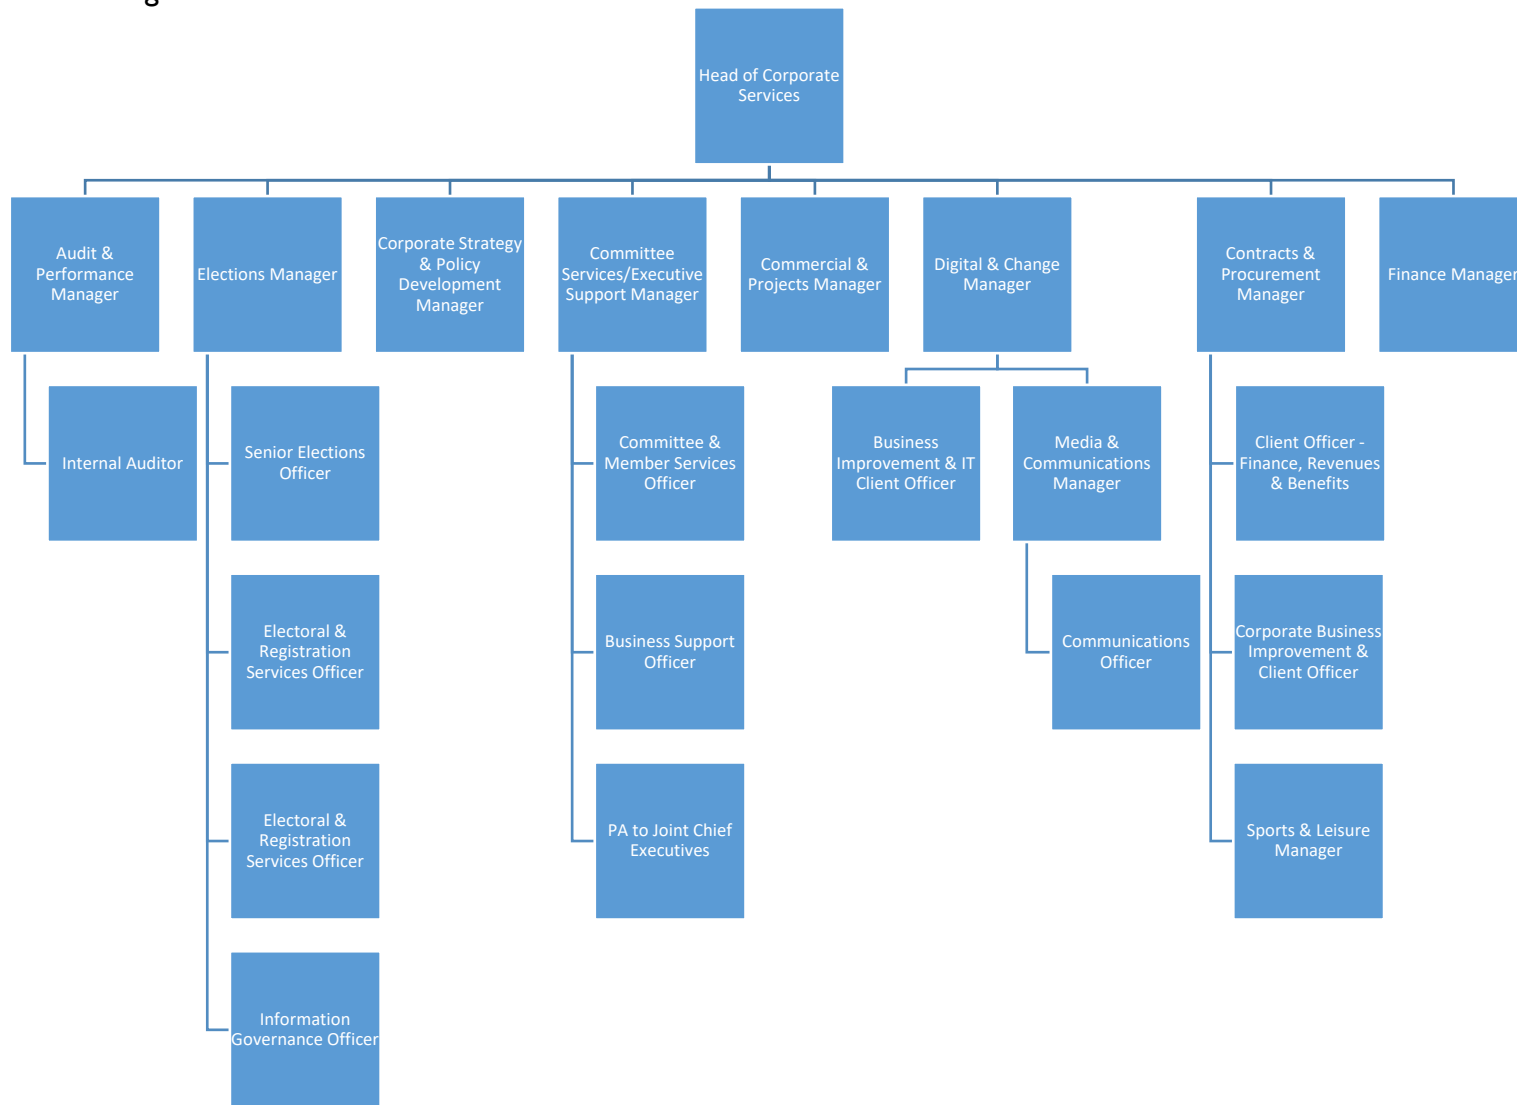 Head of Corporate
Services
Audit &
Performance
Manager
Elections Manager
Corporate Strategy
& Policy
Development
Manager
Committee
Services/Executive
Support Manager
Commercial &
Projects Manager
Digital & Change
Manager
Contracts &
Procurement
Manager
Finance Manager
Internal Auditor
Senior Elections
Officer
Committee &
Member Services
Officer
Business
Improvement & IT
Client Officer
Media &
Communications
Manager
Client Officer -
Finance, Revenues
& Benefits
Electoral &
Registration
Services Officer
Business Support
Officer
Communications
Officer
Corporate Business
Improvement &
Client Officer
Electoral &
Registration
Services Officer
PA to Joint Chief
Executives
Sports & Leisure
Manager
Information
Governance Officer